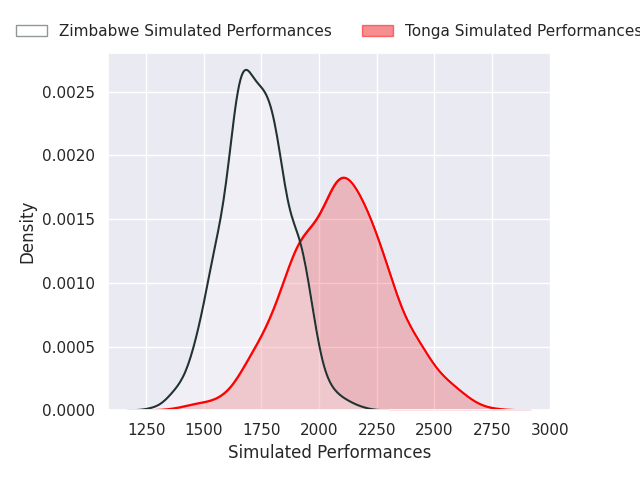 Zimbabwe Simulated Performances
Tonga Simulated Performances
0.0025
0.0020
0.0015
0.0010
0.0005
0.0000
Density
1250 1500 1750 2000 2250 2500 2750 3000
Simulated Performances